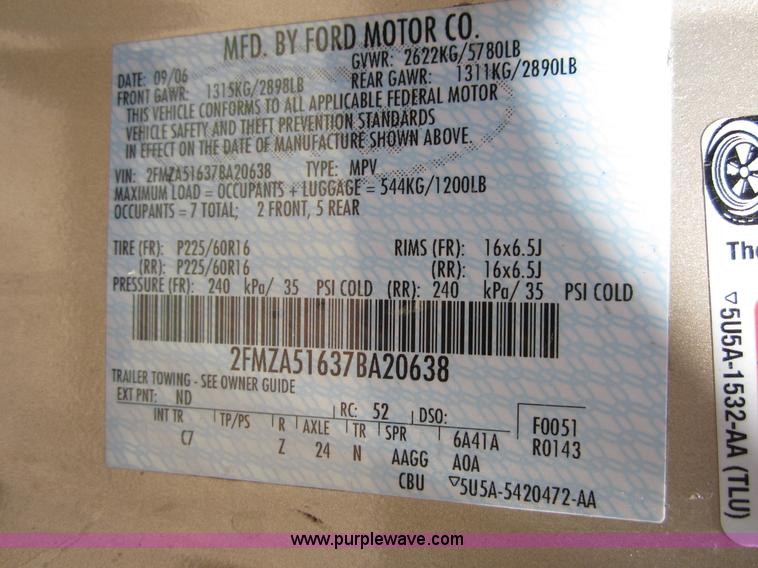 MFD. BY FORD MOTOR CO.
DATE: 09/06 GVWR: 2622KG/5780LB
FRONT GAWR: 1315KG/2898LB REAR GAWR: 1311KG/2890LB
THIS VEHICLE CONFORMS TO ALL APPLICABLE FEDERAL MOTOR
VEHICLE SAFETY AND THEFT PREVENTION STANDARDS
IN EFFECT ON THE DATE OF MANUFACTURE SHOWN ABOVE.
VIN: 2FMZA51637BA20638 TYPE: MPV
MAXIMUM LOAD = OCCUPANTS + LUGGAGE = 544KG/1200LB
OCCUPANTS = 7 TOTAL; 2 FRONT, 5 REAR
TIRE (FR): P225/60R16 RIMS (FR): 16x6.5J
(RR): P225/60R16 (RR): 16x6.5J
PRESSURE (FR): 240 kPa/ 35 PSI COLD (RR): 240 kPa/ 35 PSI COLD
2FMZA51637BA20638
TRAILER TOWING - SEE OWNER GUIDE
EXT PNT: ND RC: 52 DSO: F0051
INT TR TP/PS R AXLE TR SPR 6A41A R0143
C7 Z 24 N AAGG A0A
CBU ▽5U5A-5420472-AA
The
▽5U5A-1532-AA (TLU)
www.purplewave.com